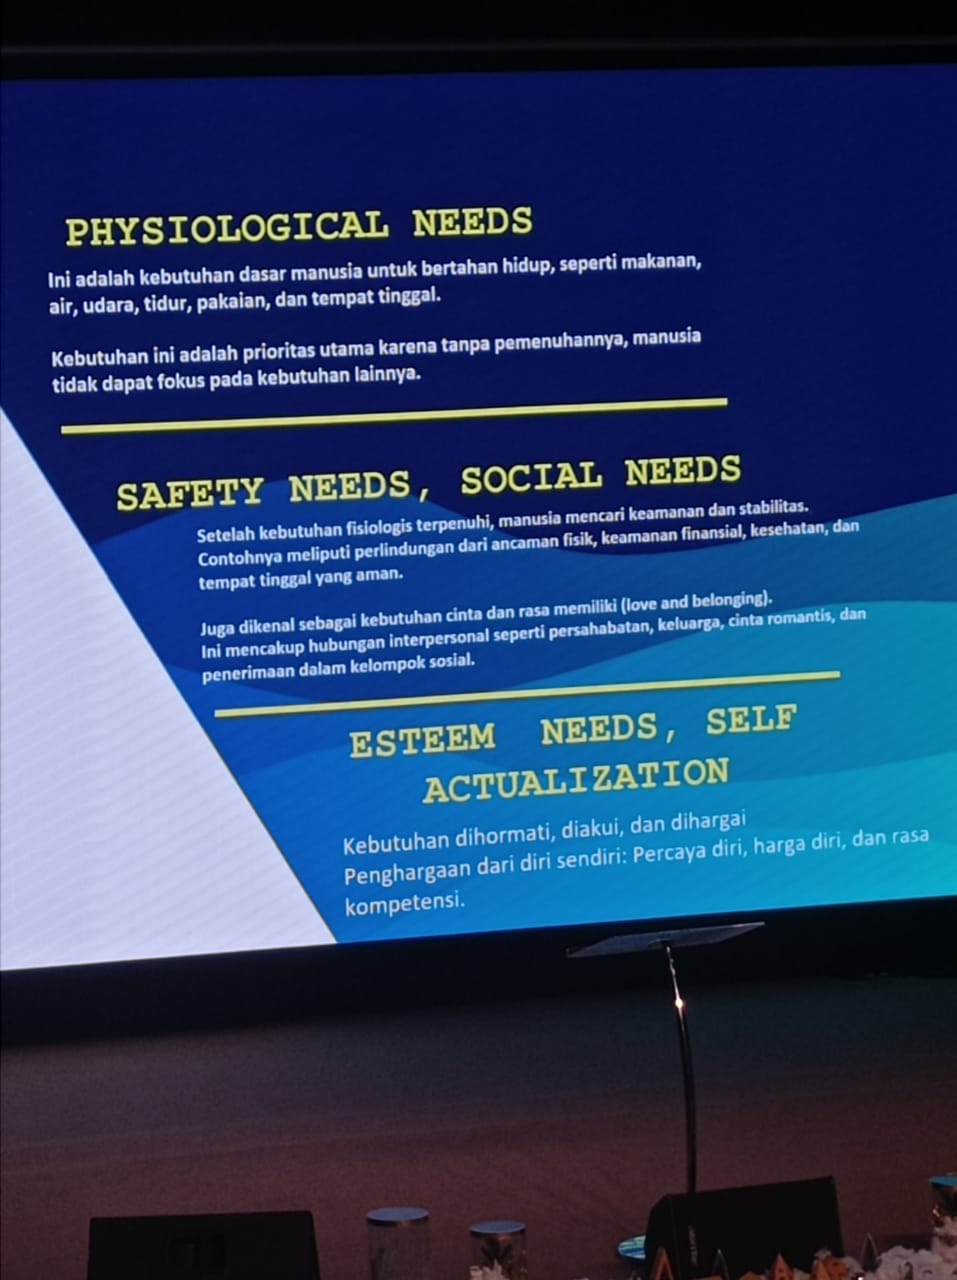 PHYSIOLOGICAL NEEDS
Ini adalah kebutuhan dasar manusia untuk bertahan hidup, seperti makanan,
air, udara, tidur, pakaian, dan tempat tinggal.
Kebutuhan ini adalah prioritas utama karena tanpa pemenuhannya, manusia
tidak dapat fokus pada kebutuhan lainnya.
SAFETY NEEDS, SOCIAL NEEDS
Setelah kebutuhan fisiologis terpenuhi, manusia mencari keamanan dan stabilitas.
Contohnya meliputi perlindungan dari ancaman fisik, keamanan finansial, kesehatan, dan
tempat tinggal yang aman.
Juga dikenal sebagai kebutuhan cinta dan rasa memiliki (love and belonging).
Ini mencakup hubungan interpersonal seperti persahabatan, keluarga, cinta romantis, dan
penerimaan dalam kelompok sosial.
ESTEEM NEEDS, SELF
ACTUALIZATION
Kebutuhan dihormati, diakui, dan dihargai
Penghargaan dari diri sendiri: Percaya diri, harga diri, dan rasa
kompetensi.